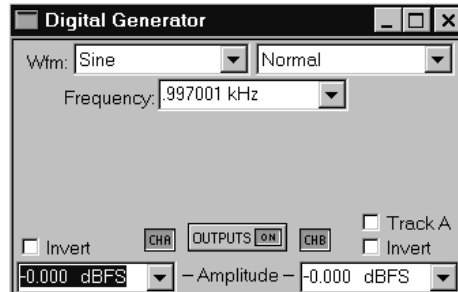 Digital Generator
Wfm: Sine Normal
Frequency: .997001 kHz
Track A
CHA OUTPUTS ON CHB
Invert Invert
-0.000 dBFS – Amplitude – -0.000 dBFS